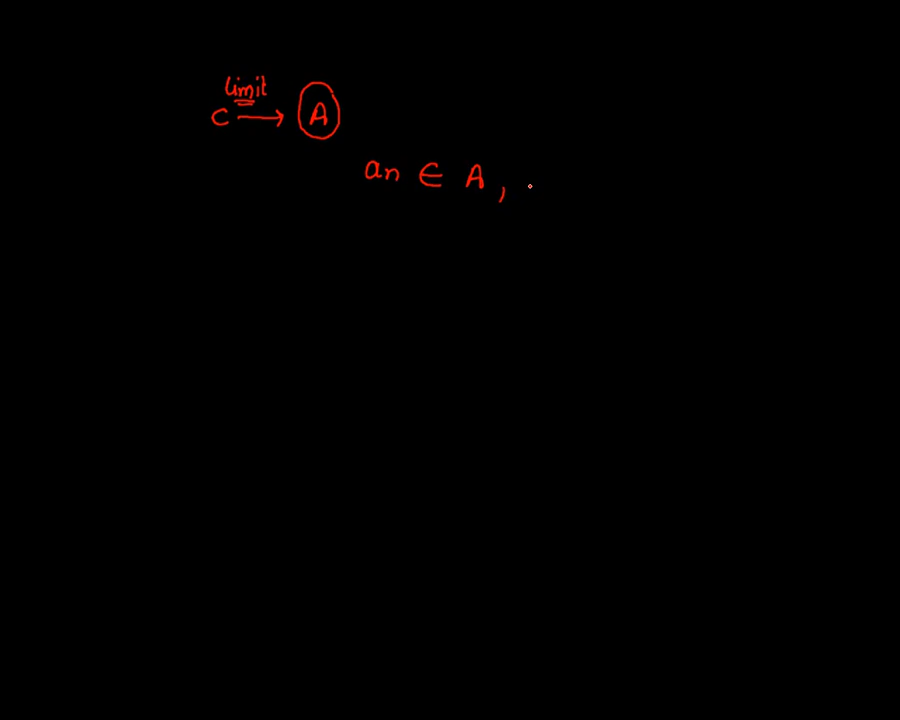 limit
c → A
an ∈ A ,